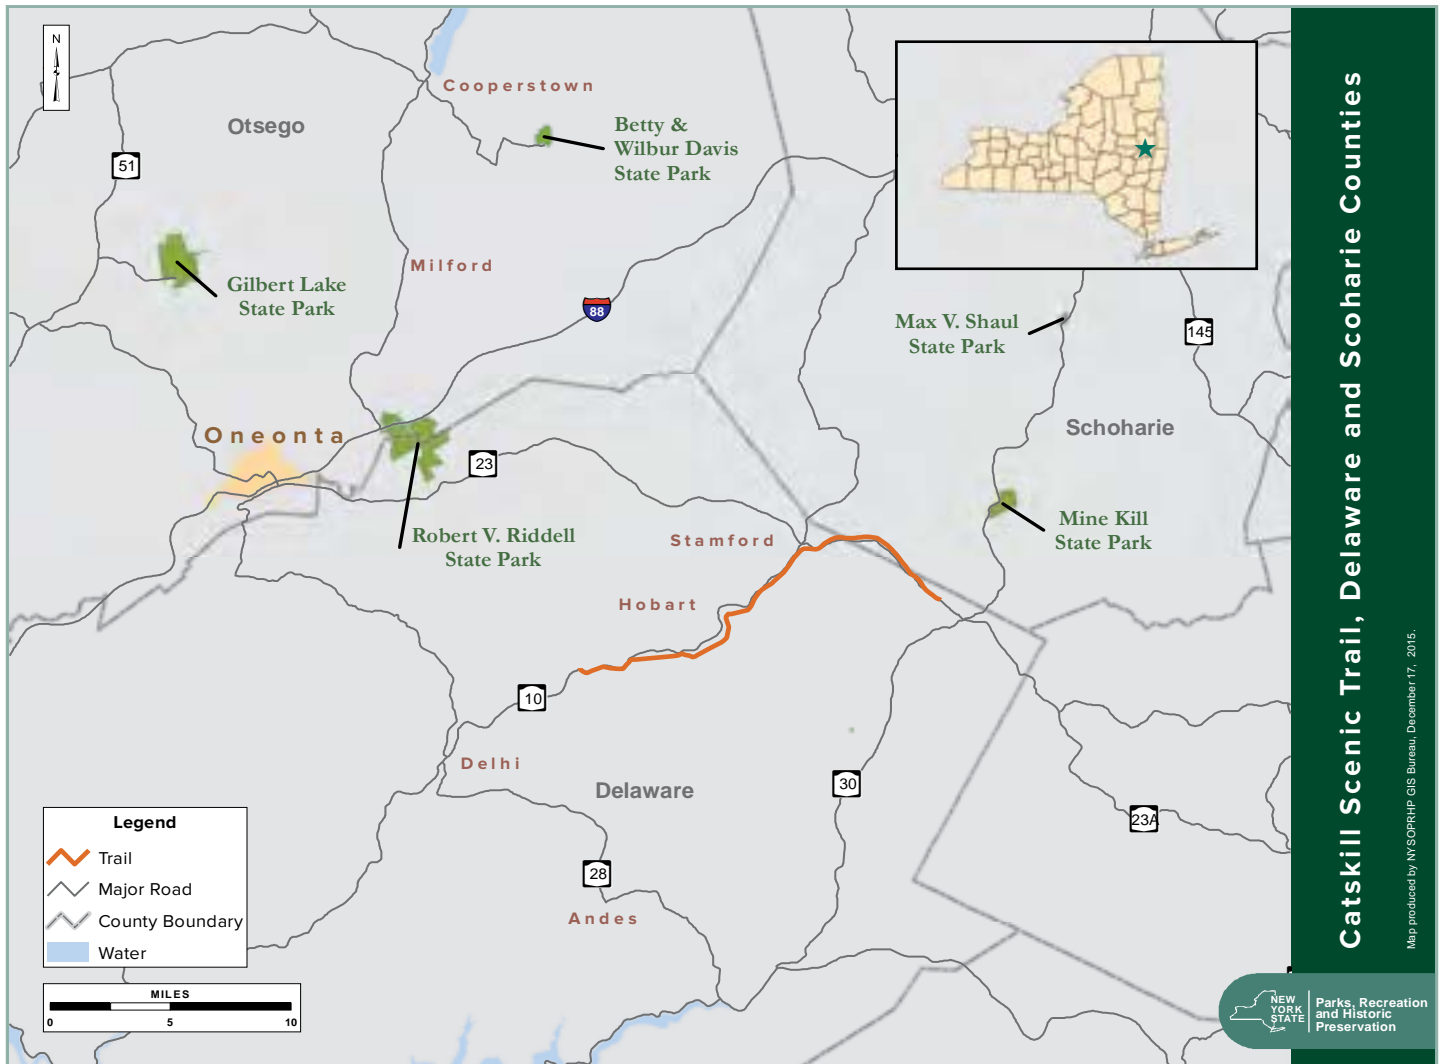 N
Cooperstown
Otsego
Betty &
Wilbur Davis
State Park
51
Milford
Gilbert Lake
State Park
88
Max V. Shaul
State Park
145
Oneonta
Schoharie
23
Mine Kill
State Park
Robert V. Riddell
State Park
Stamford
Hobart
10
Delhi
Delaware
30
23A
28
Andes
Legend
Trail
Major Road
County Boundary
Water
MILES
0 5 10
Catskill Scenic Trail, Delaware and Scoharie Counties
Map produced by NYSOPRHP GIS Bureau, December 17, 2015.
NEW
YORK
STATE
Parks, Recreation
and Historic
Preservation